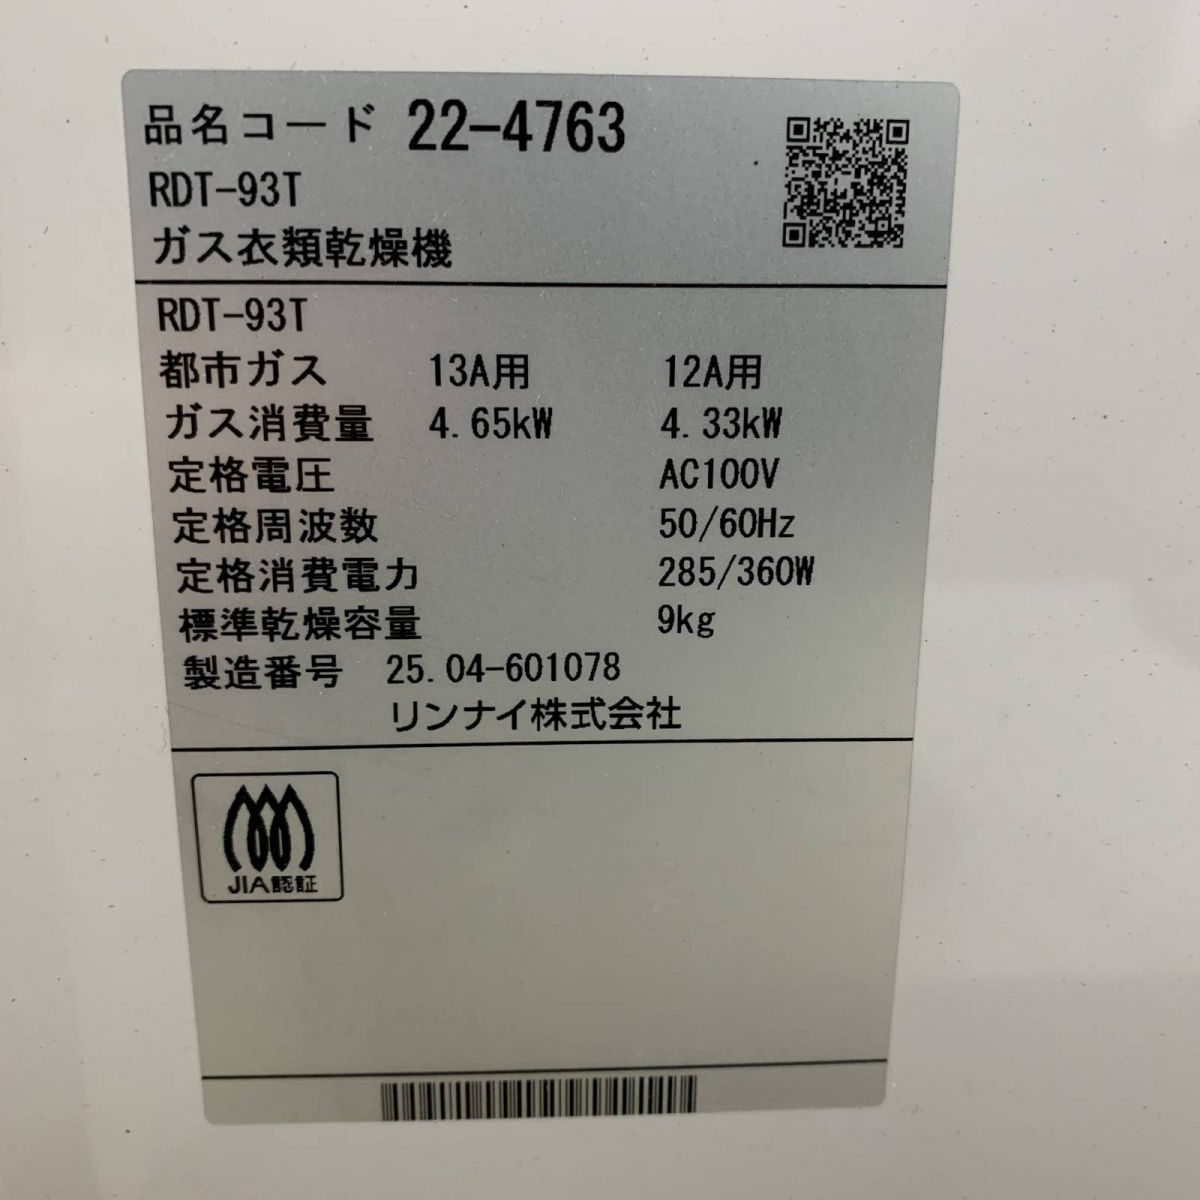 品名コード 22-4763
RDT-93T
ガス衣類乾燥機
RDT-93T
都市ガス 13A用 12A用
ガス消費量 4.65kW 4.33kW
定格電圧 AC100V
定格周波数 50/60Hz
定格消費電力 285/360W
標準乾燥容量 9kg
製造番号 25.04-601078
リンナイ株式会社
JIA認証